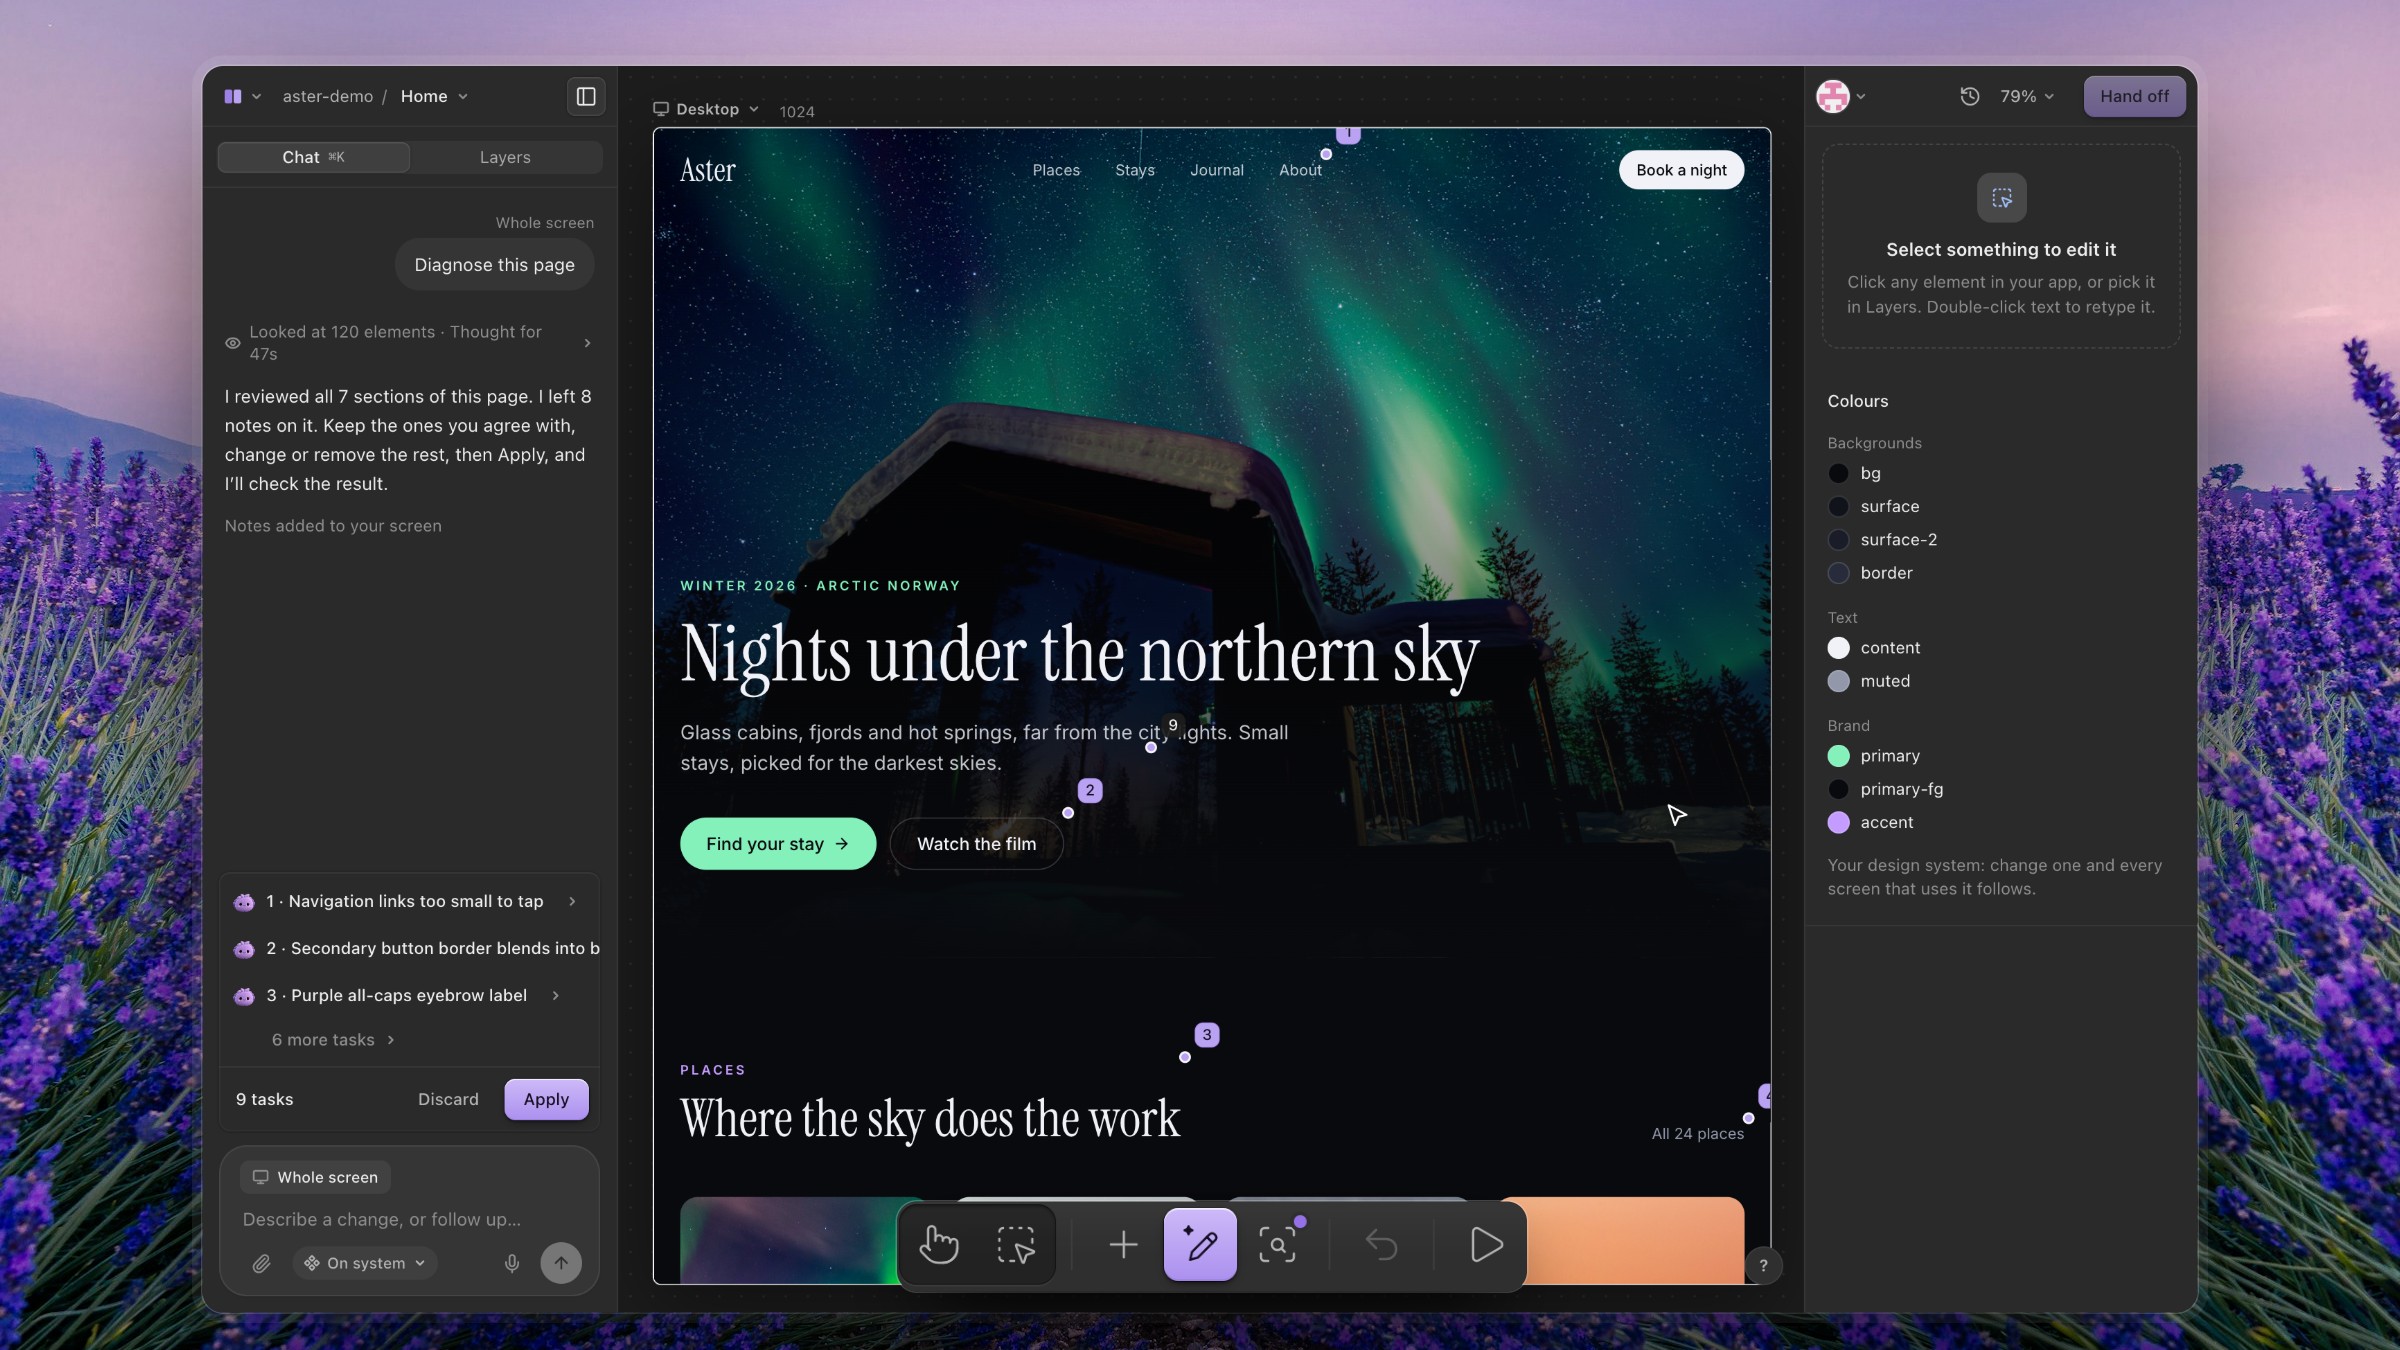 aster-demo / Home
Chat ⌘K
Layers
Whole screen
Diagnose this page
Looked at 120 elements · Thought for
47s
I reviewed all 7 sections of this page. I left 8
notes on it. Keep the ones you agree with,
change or remove the rest, then Apply, and
I’ll check the result.
Notes added to your screen
1 · Navigation links too small to tap
2 · Secondary button border blends into b
3 · Purple all-caps eyebrow label
6 more tasks
9 tasks
Discard
Apply
Whole screen
Describe a change, or follow up...
On system
Desktop
1024
1
Aster
Places
Stays
Journal
About
Book a night
WINTER 2026 · ARCTIC NORWAY
Nights under the northern sky
9
Glass cabins, fjords and hot springs, far from the city lights. Small
stays, picked for the darkest skies.
2
Find your stay →
Watch the film
3
PLACES
Where the sky does the work
4
All 24 places
?
79%
Hand off
Select something to edit it
Click any element in your app, or pick it
in Layers. Double-click text to retype it.
Colours
Backgrounds
bg
surface
surface-2
border
Text
content
muted
Brand
primary
primary-fg
accent
Your design system: change one and every
screen that uses it follows.